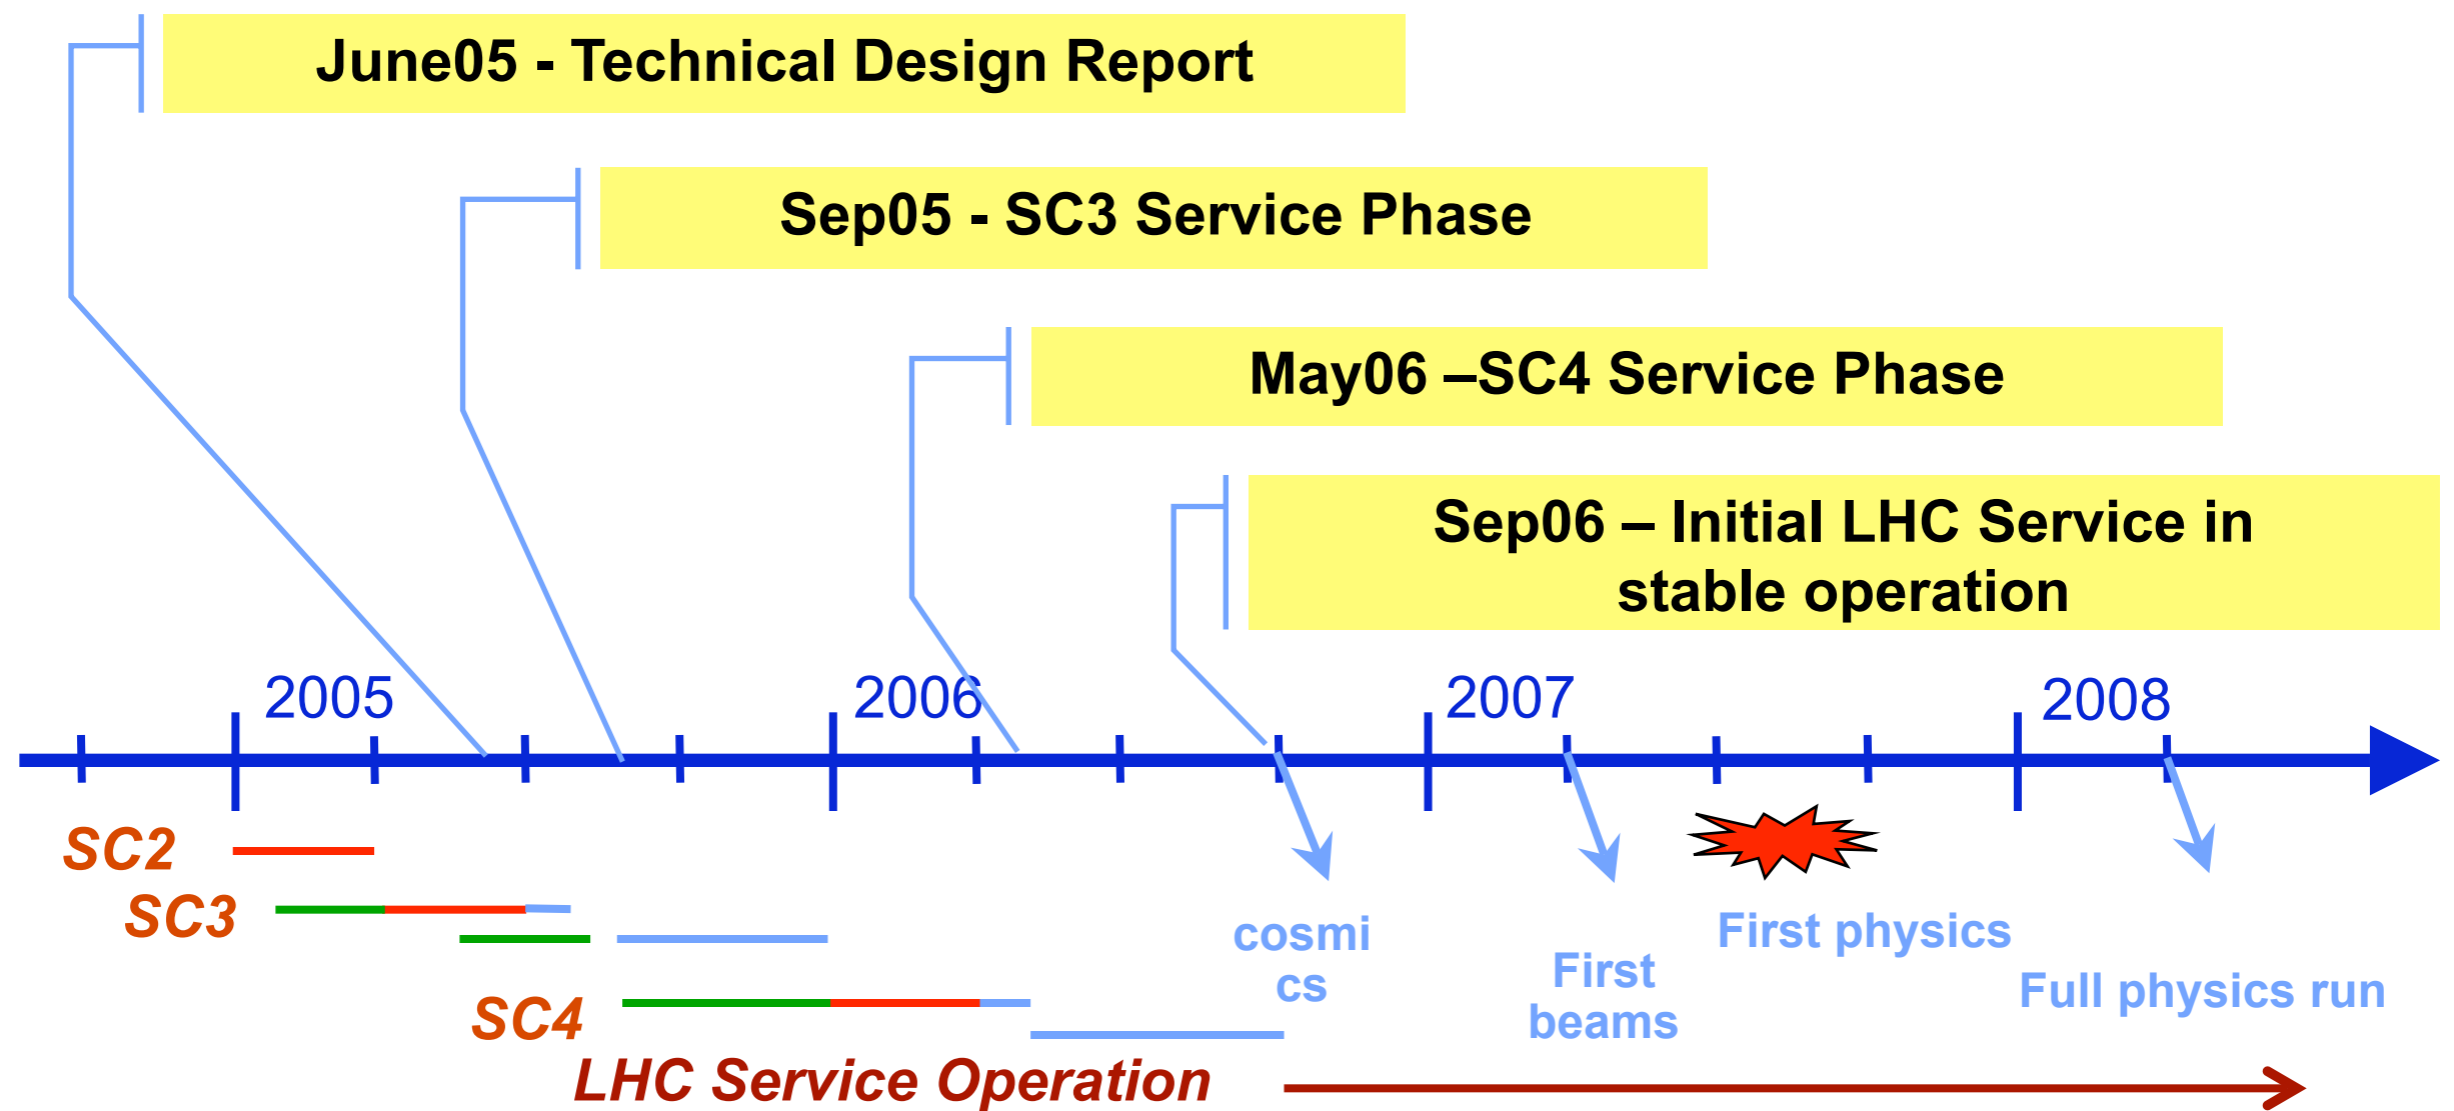 June05 - Technical Design Report
Sep05 - SC3 Service Phase
May06 –SC4 Service Phase
Sep06 – Initial LHC Service in
stable operation
2005
2006
2007
2008
SC2
SC3
SC4
LHC Service Operation
cosmi
cs
First
beams
First physics
Full physics run